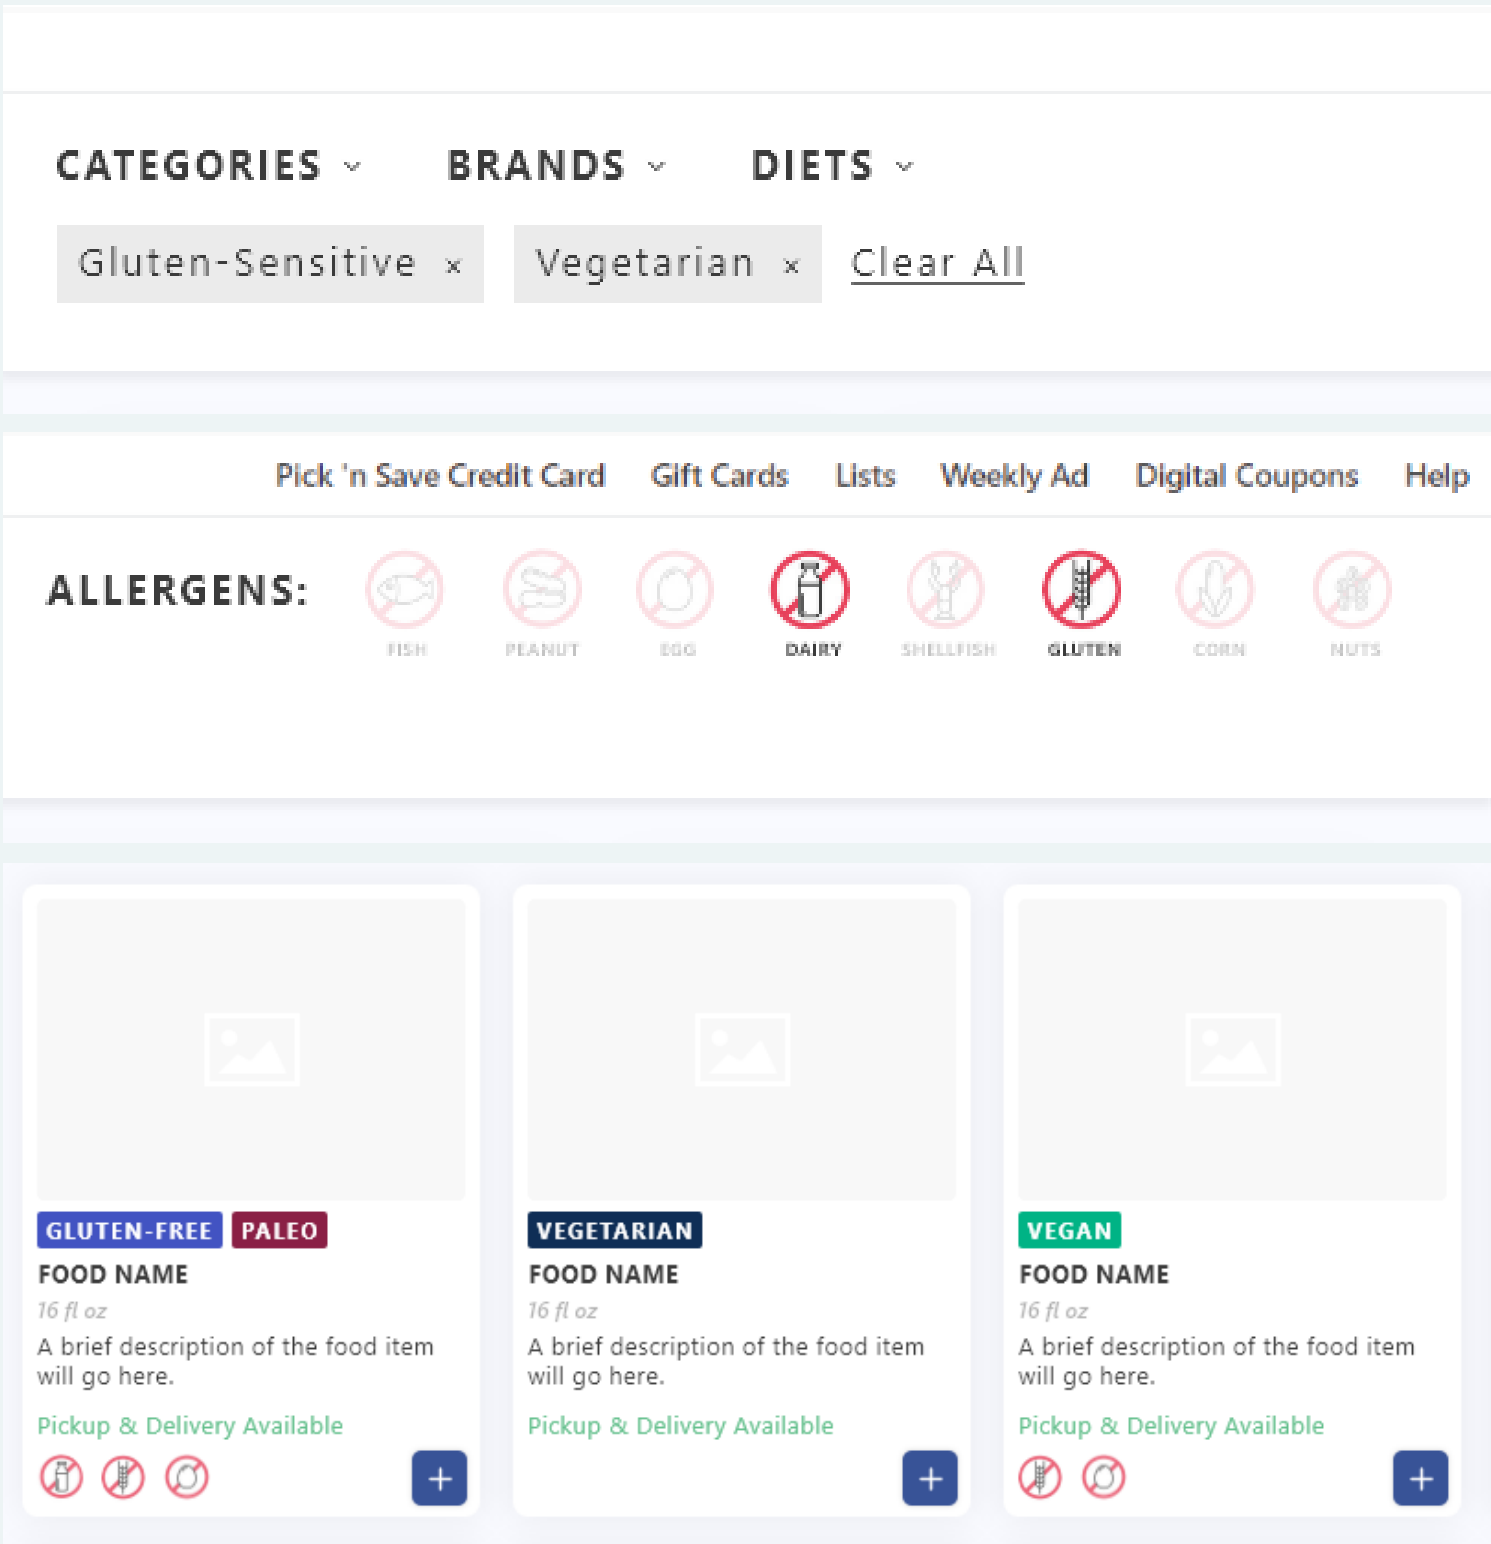 CATEGORIES BRANDS DIETS
Gluten-Sensitive × Vegetarian × Clear All
Pick 'n Save Credit Card Gift Cards Lists Weekly Ad Digital Coupons Help
ALLERGENS:
FISH PEANUT EGG DAIRY SHELLFISH GLUTEN CORN NUTS
GLUTEN-FREE PALEO
FOOD NAME
16 fl oz
A brief description of the food item
will go here.
Pickup & Delivery Available
+
VEGETARIAN
FOOD NAME
16 fl oz
A brief description of the food item
will go here.
Pickup & Delivery Available
+
VEGAN
FOOD NAME
16 fl oz
A brief description of the food item
will go here.
Pickup & Delivery Available
+